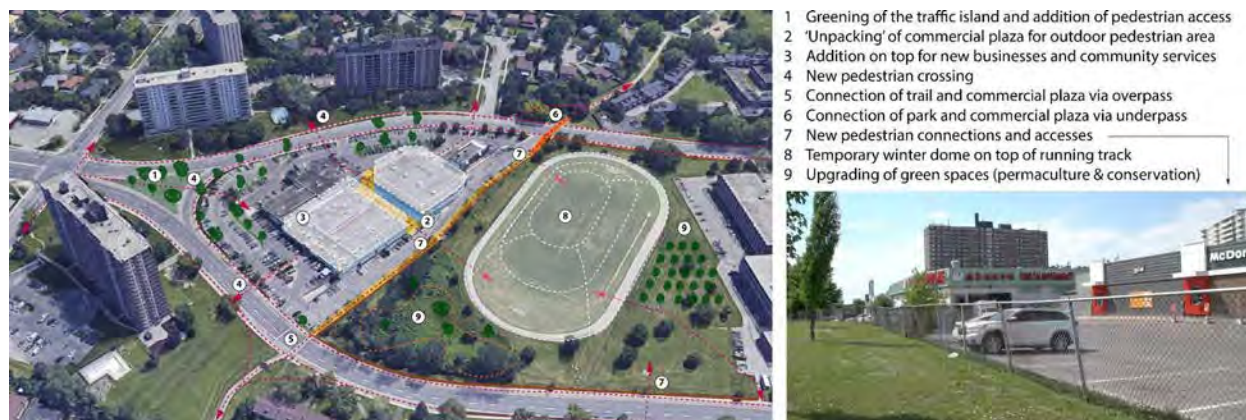 1 Greening of the traffic island and addition of pedestrian access
2 'Unpacking' of commercial plaza for outdoor pedestrian area
3 Addition on top for new businesses and community services
4 New pedestrian crossing
5 Connection of trail and commercial plaza via overpass
6 Connection of park and commercial plaza via underpass
7 New pedestrian connections and accesses
8 Temporary winter dome on top of running track
9 Upgrading of green spaces (permaculture & conservation)
4
6
7
1
4
8
3
2
9
7
4
9
5
7
McDon